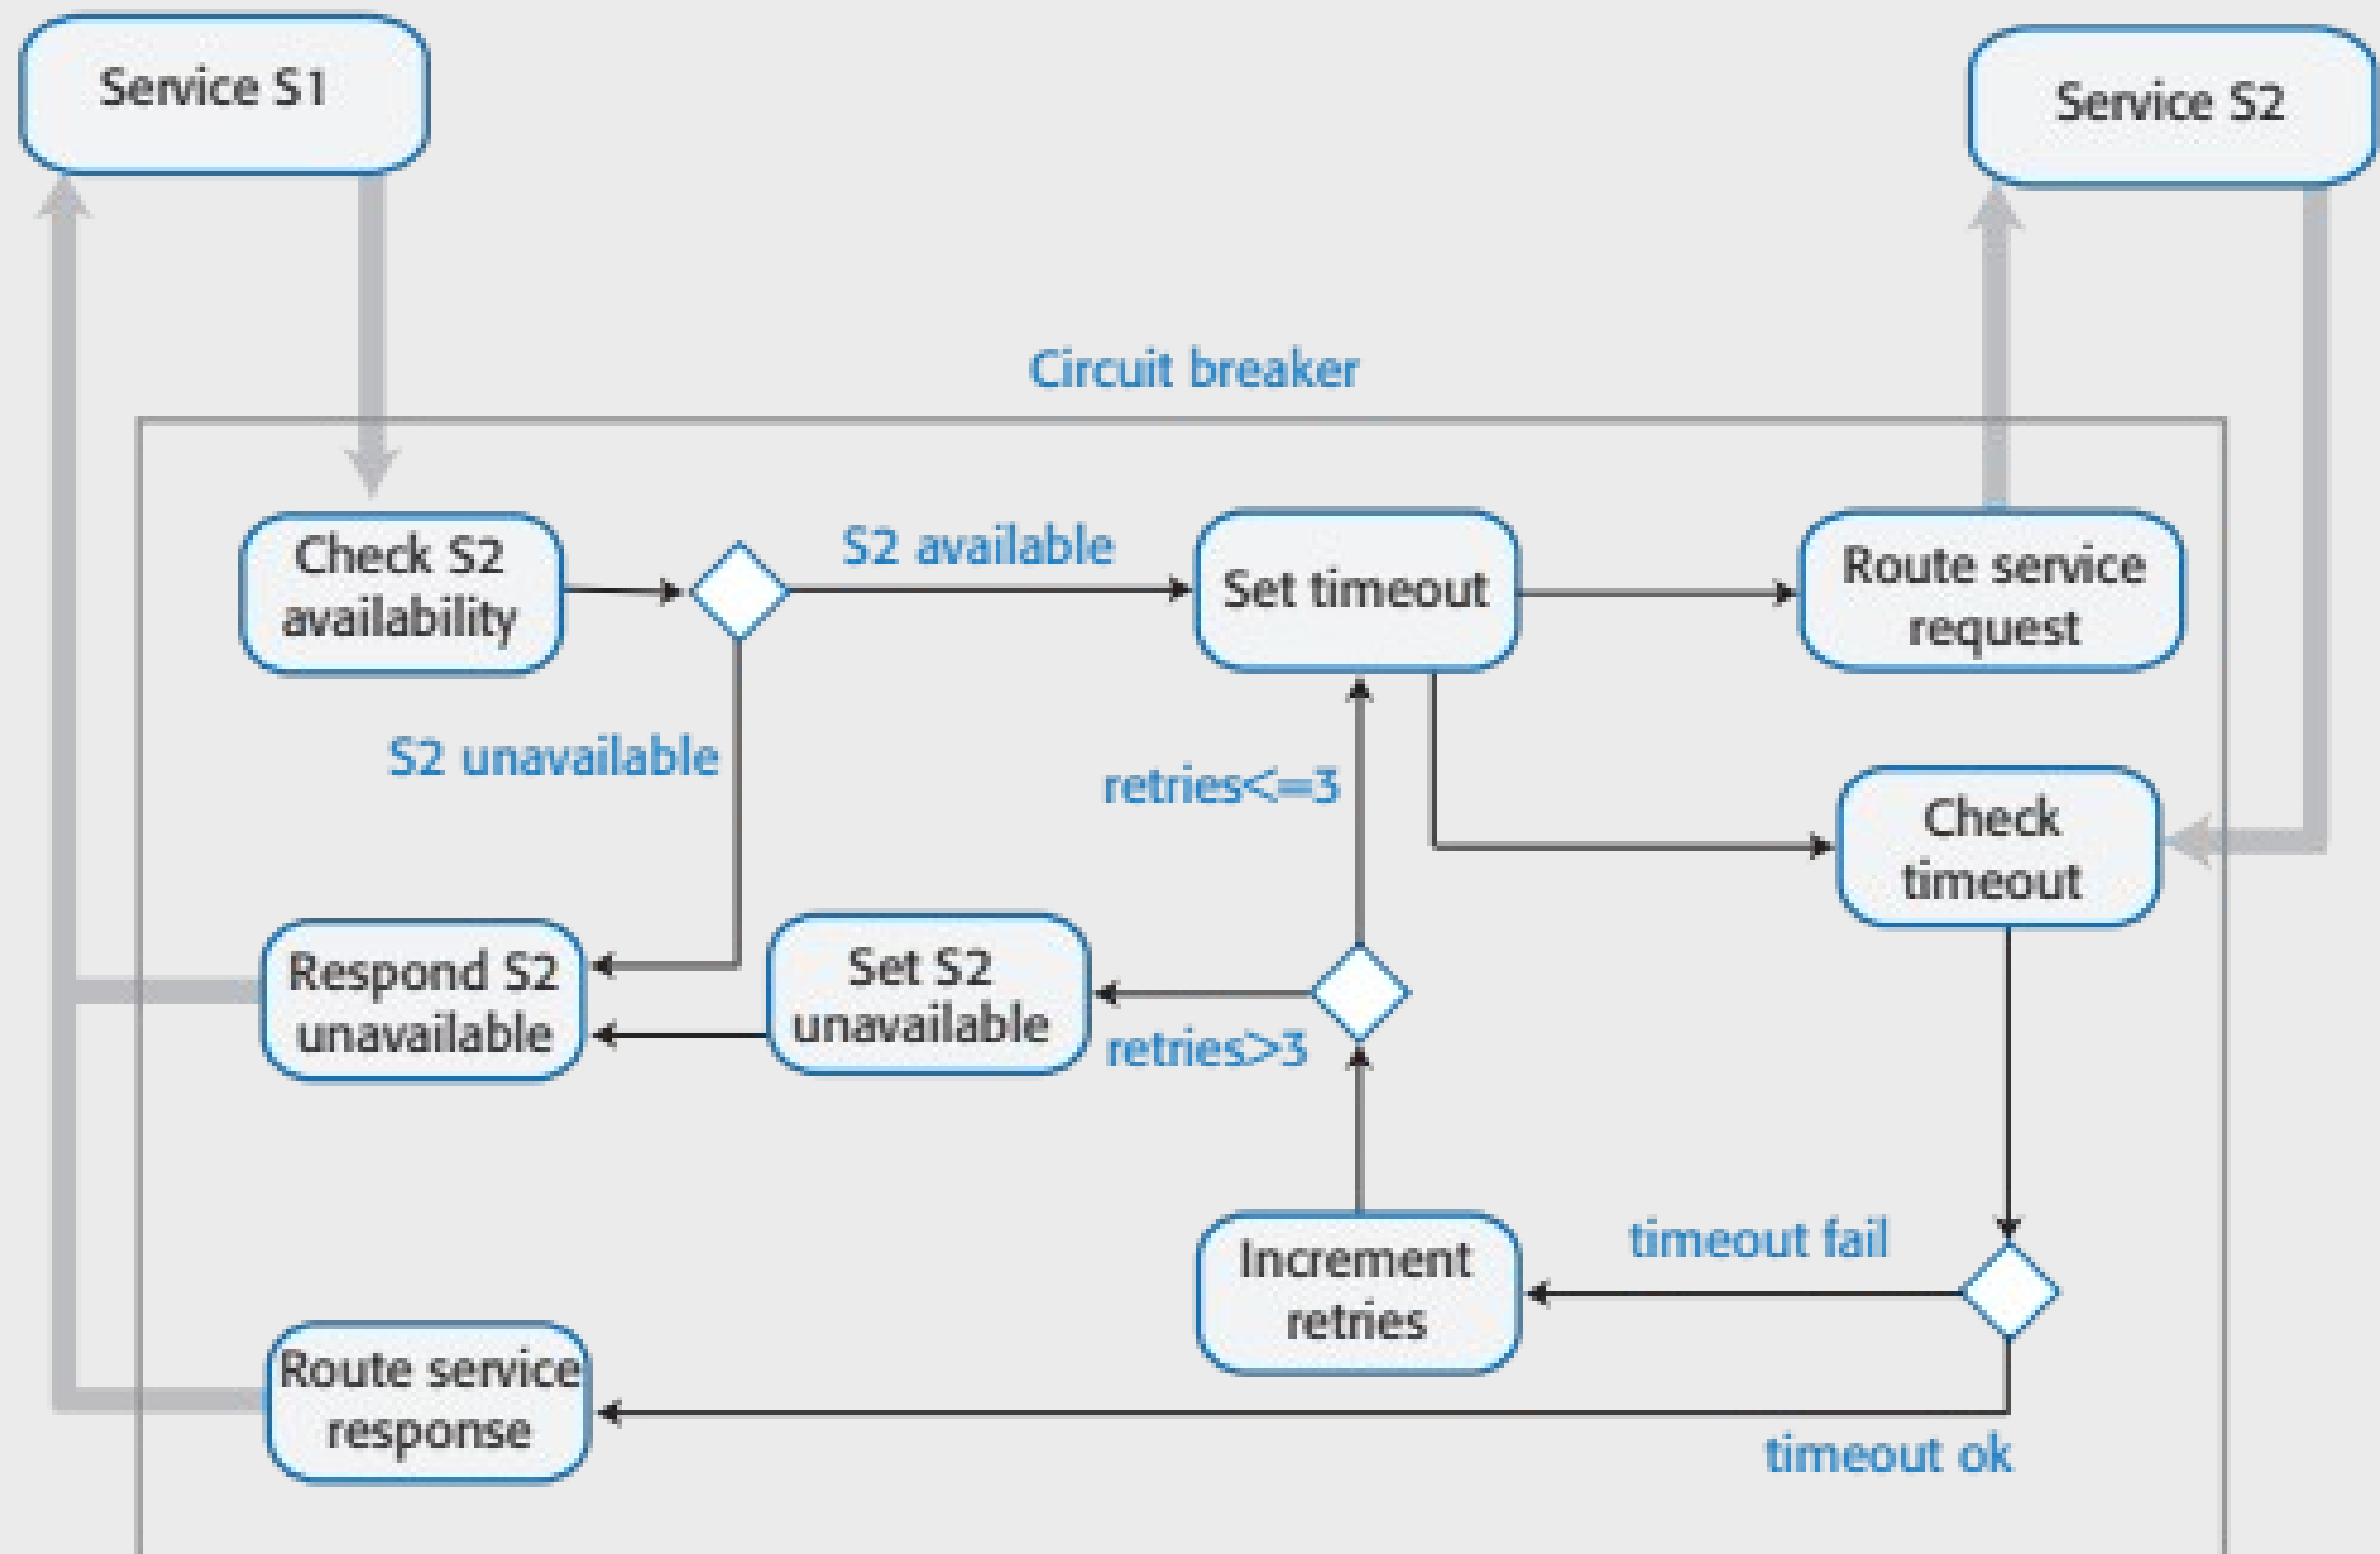 Service S1
Service S2
Circuit breaker
Check S2
availability
S2 available
Set timeout
Route service
request
S2 unavailable
retries<=3
Check
timeout
Respond S2
unavailable
Set S2
unavailable
retries>3
Increment
retries
timeout fail
Route service
response
timeout ok